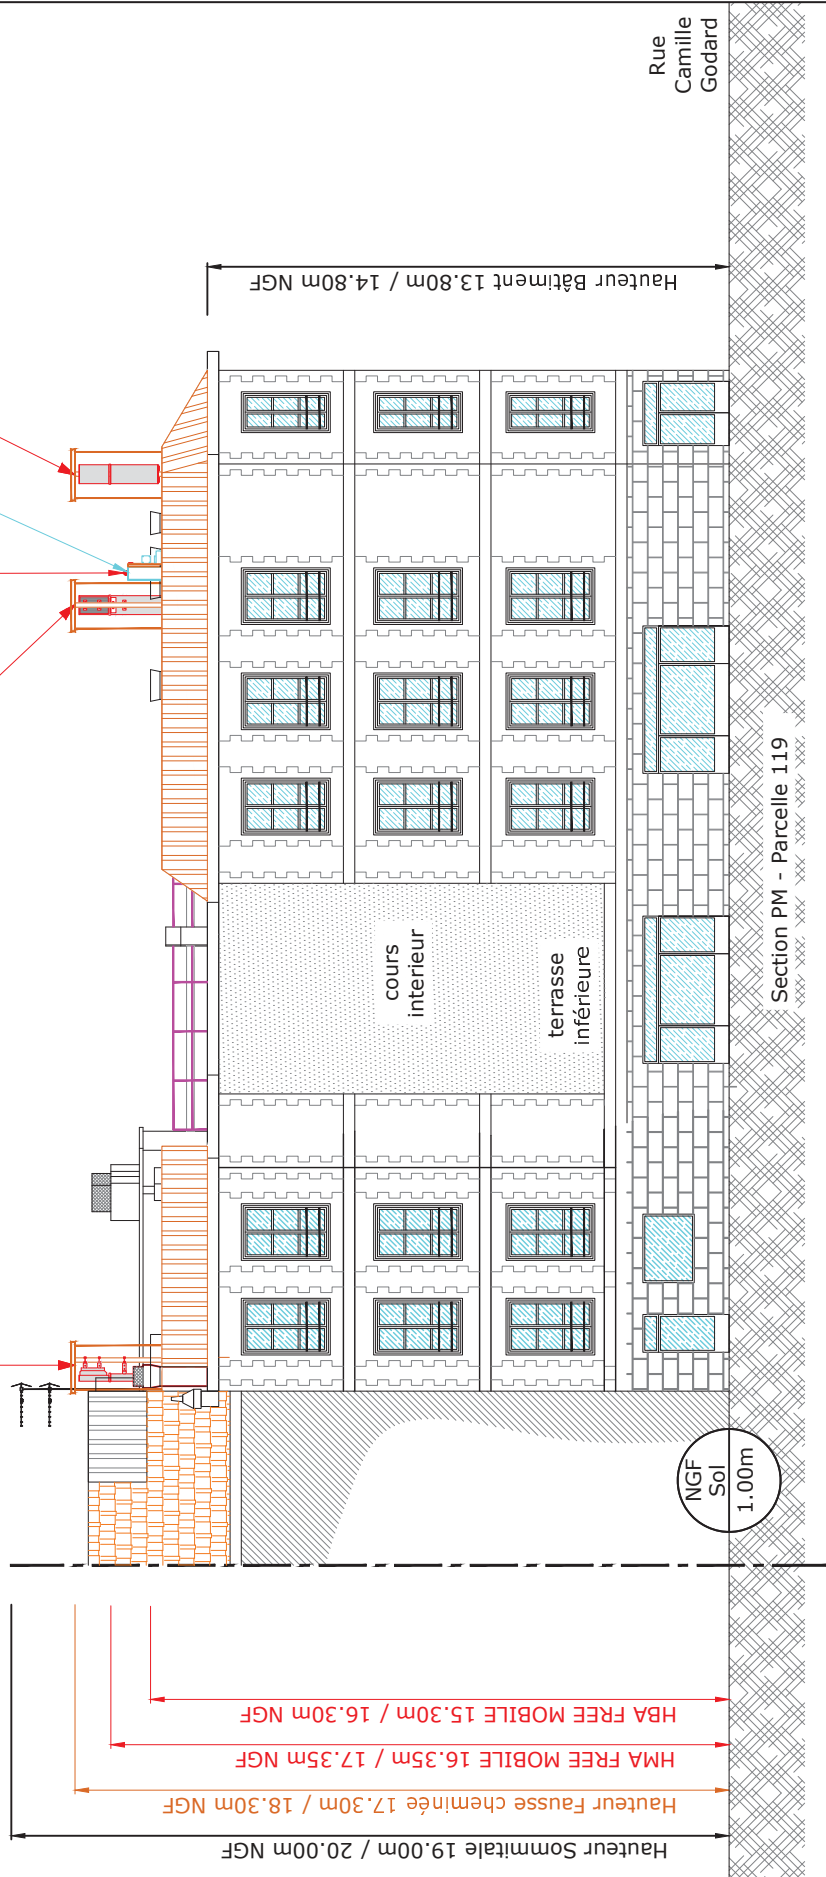 Rue
Camille
Godard
Hauteur Bâtiment 13.80m / 14.80m NGF
cours
interieur
terrasse
inférieure
Section PM - Parcelle 119
NGF
Sol
1.00m
HBA FREE MOBILE 15.30m / 16.30m NGF
HMA FREE MOBILE 16.35m / 17.35m NGF
Hauteur Fausse cheminée 17.30m / 18.30m NGF
Hauteur Sommitale 19.00m / 20.00m NGF